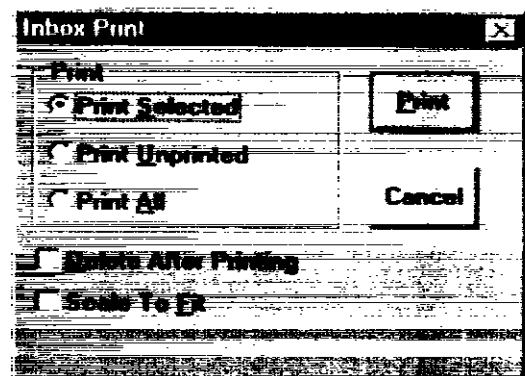 Inbox Print
Print
Print Selected
Print
Print Unprinted
Print All
Cancel
Delete After Printing
Scale To Fit